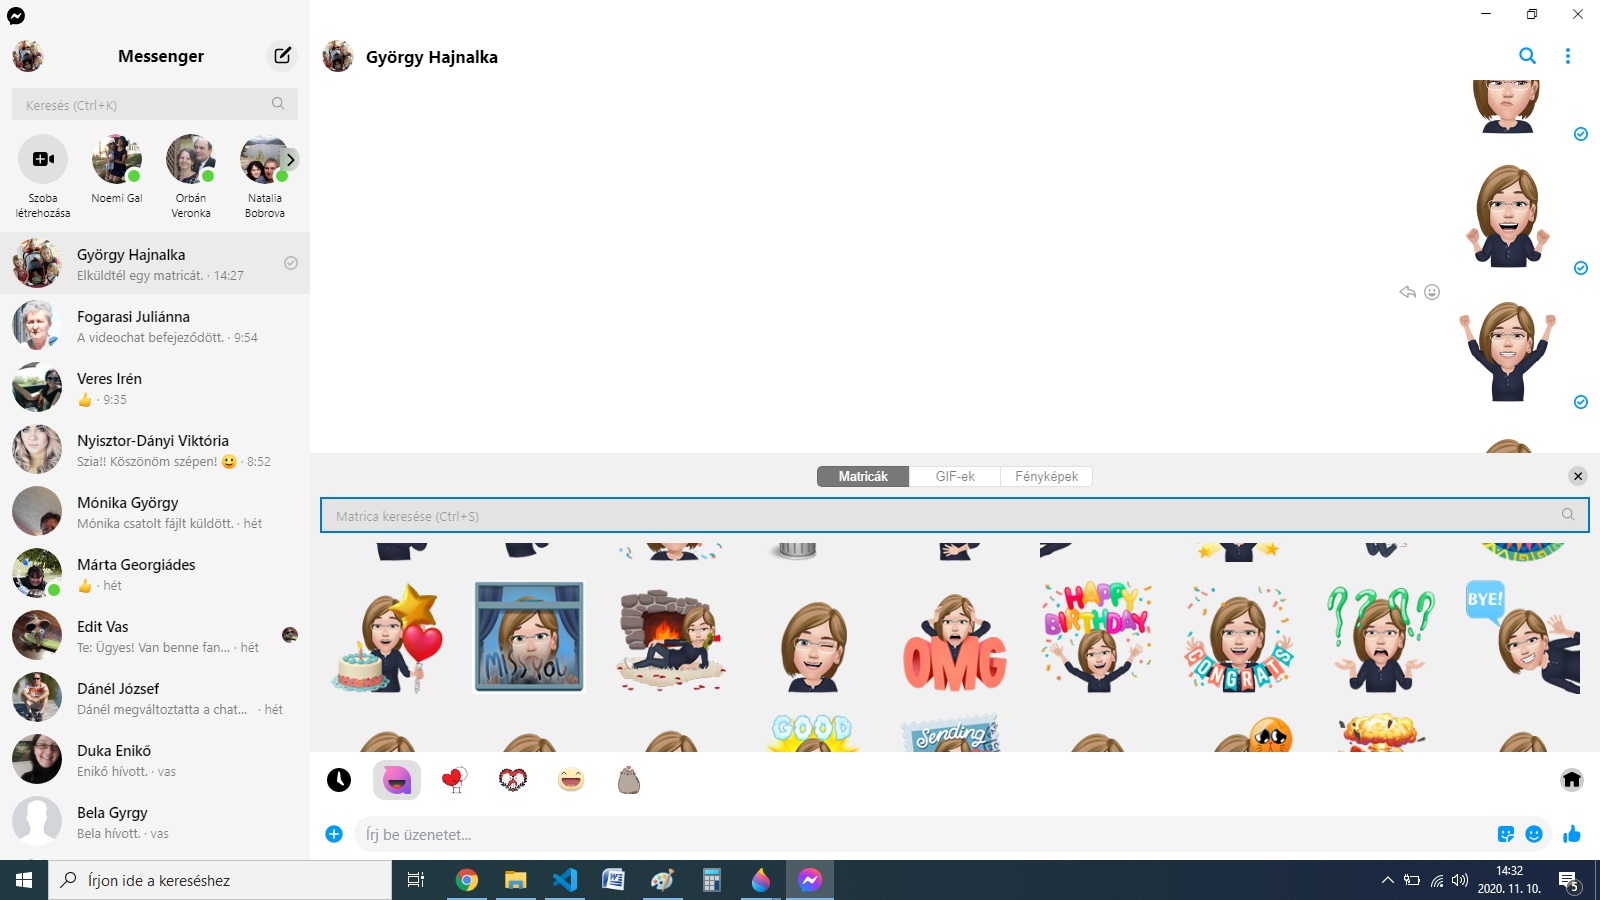 Messenger
Keresés (Ctrl+K)
Szoba
létrehozása
Noemi Gal
Orbán
Veronka
Natalia
Bobrova
György Hajnalka
Elküldtél egy matricát. · 14:27
Fogarasi Juliánna
A videochat befejeződött. · 9:54
Veres Irén
👍 · 9:35
Nyisztor-Dányi Viktória
Szia!! Köszönöm szépen! 🙂 · 8:52
Mónika György
Mónika csatolt fájlt küldött. · hét
Márta Georgiádes
👍 · hét
Edit Vas
Te: Ügyes! Van benne fan... · hét
Dánél József
Dánél megváltoztatta a chat... · hét
Duka Enikő
Enikő hívott. · vas
Bela Gyrgy
Bela hívott. · vas
György Hajnalka
Matricák
GIF-ek
Fényképek
Matrica keresése (Ctrl+S)
MISS YOU
OMG
HAPPY
BIRTHDAY
CONGRATS
????
BYE!
GOOD
Sending
Írj be üzenetet...
Írjon ide a kereséshez
14:32
2020. 11. 10.
5